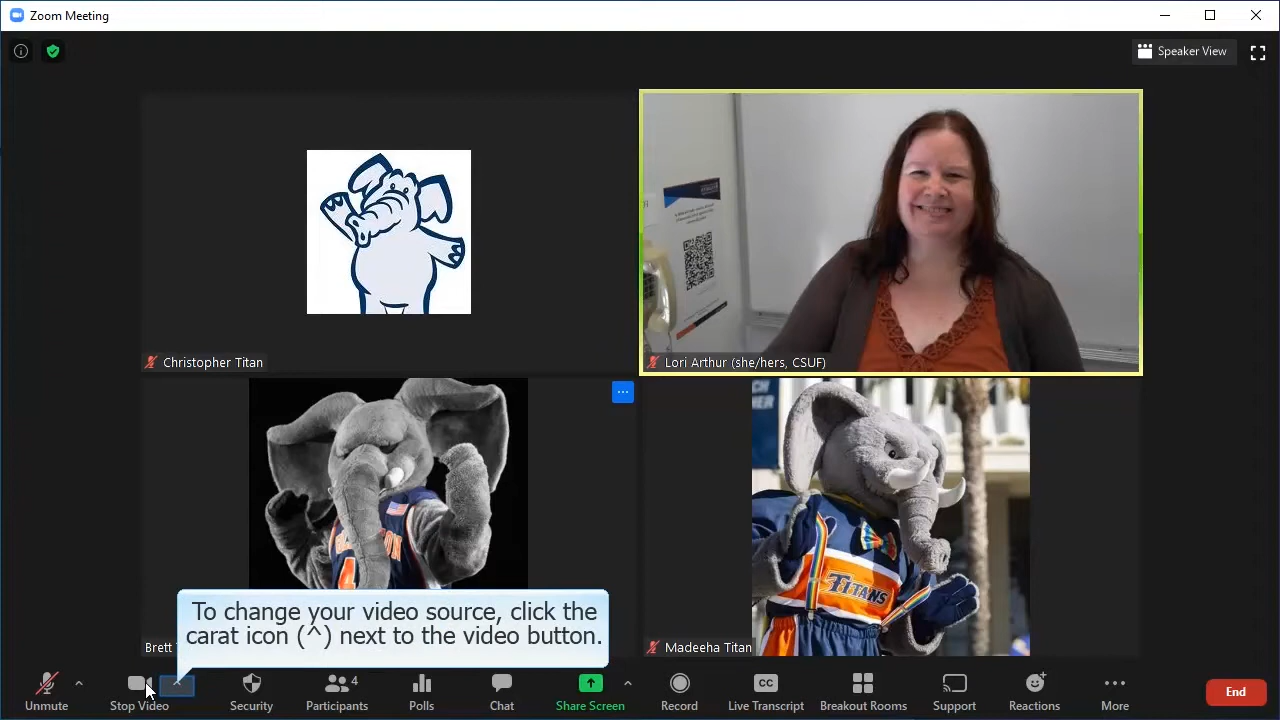 Zoom Meeting
Speaker View
Christopher Titan
Lori Arthur (she/hers, CSUF)
TITANS
To change your video source, click the
carat icon (^) next to the video button.
Brett
Madeeha Titan
4
CC
Unmute
Stop Video
Security
Participants
Polls
Chat
Share Screen
Record
Live Transcript
Breakout Rooms
Support
Reactions
More
End